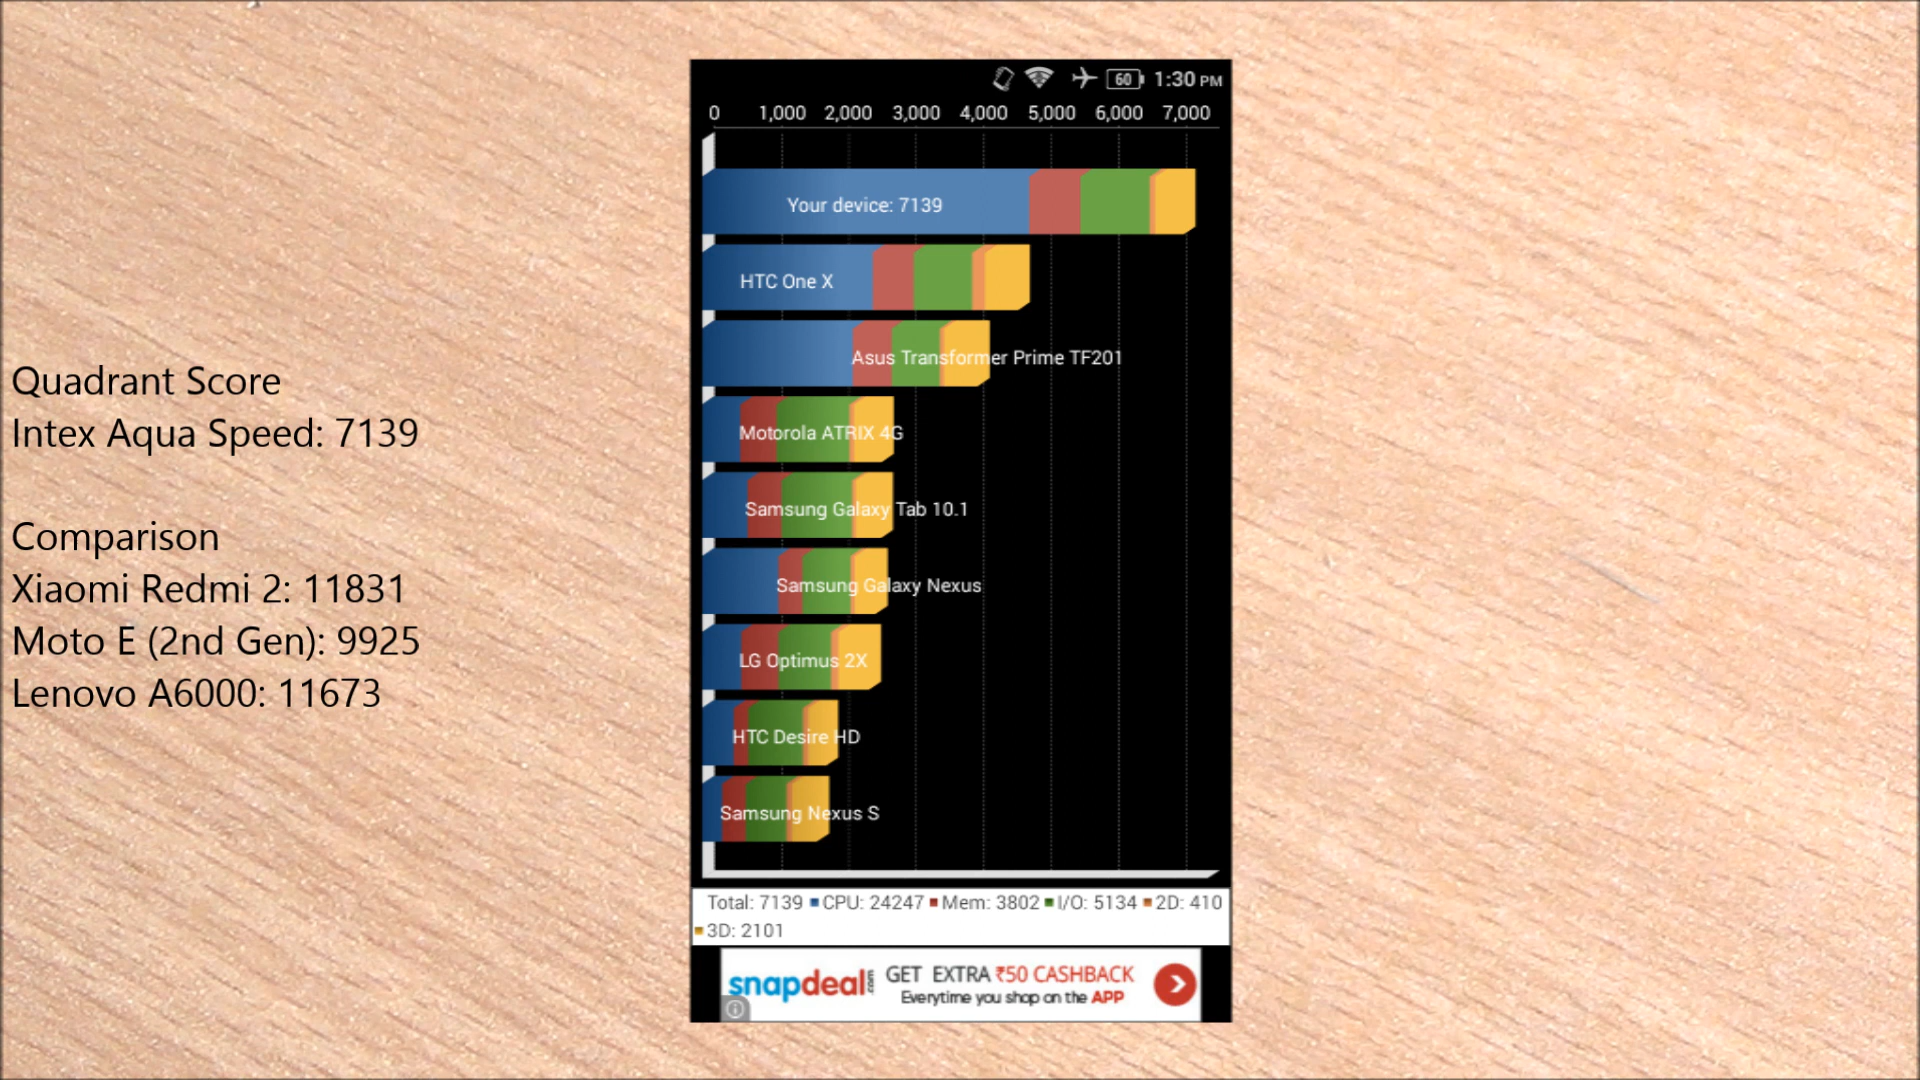 Quadrant Score
Intex Aqua Speed: 7139
Comparison
Xiaomi Redmi 2: 11831
Moto E (2nd Gen): 9925
Lenovo A6000: 11673
60 1:30 PM
0 1,000 2,000 3,000 4,000 5,000 6,000 7,000
Your device: 7139
HTC One X
Asus Transformer Prime TF201
Motorola ATRIX 4G
Samsung Galaxy Tab 10.1
Samsung Galaxy Nexus
LG Optimus 2X
HTC Desire HD
Samsung Nexus S
Total: 7139 CPU: 24247 Mem: 3802 I/O: 5134 2D: 410
3D: 2101
snapdeal.com GET EXTRA ₹50 CASHBACK
Everytime you shop on the APP